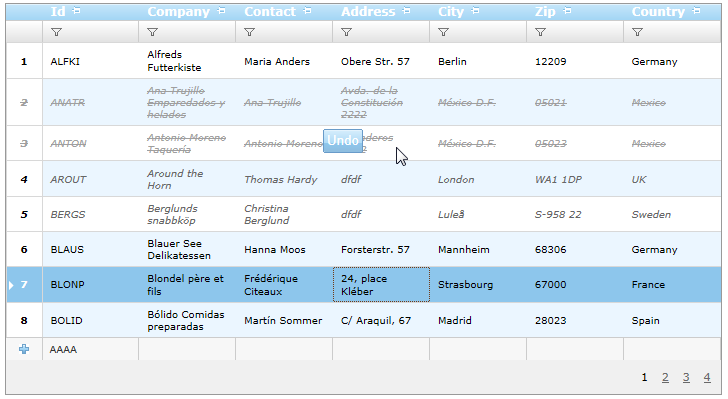 Id Company Contact Address City Zip Country
1 ALFKI Alfreds Futterkiste Maria Anders Obere Str. 57 Berlin 12209 Germany
2 ANATR Ana Trujillo Emparedados y helados Ana Trujillo Avda. de la Constitución 2222 México D.F. 05021 Mexico
3 ANTON Antonio Moreno Taquería Antonio Moreno México D.F. 05023 Mexico
Undo
4 AROUT Around the Horn Thomas Hardy dfdf London WA1 1DP UK
5 BERGS Berglunds snabbköp Christina Berglund dfdf Luleå S-958 22 Sweden
6 BLAUS Blauer See Delikatessen Hanna Moos Forsterstr. 57 Mannheim 68306 Germany
7 BLONP Blondel père et fils Frédérique Citeaux 24, place Kléber Strasbourg 67000 France
8 BOLID Bólido Comidas preparadas Martín Sommer C/ Araquil, 67 Madrid 28023 Spain
AAAA
1 2 3 4